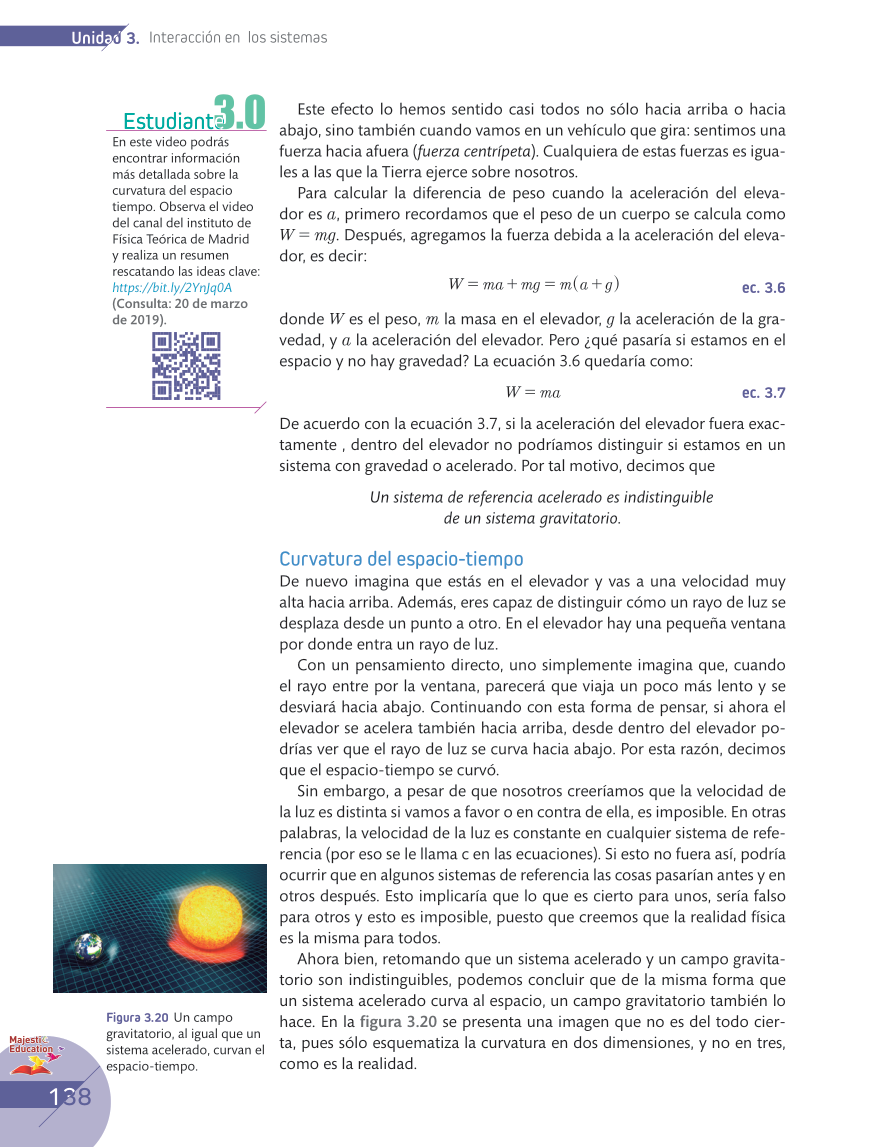 Unidad 3. Interacción en los sistemas
Estudiante 3.0
En este video podrás
encontrar información
más detallada sobre la
curvatura del espacio
tiempo. Observa el video
del canal del instituto de
Física Teórica de Madrid
y realiza un resumen
rescatando las ideas clave:
https://bit.ly/2YnJq0A
(Consulta: 20 de marzo
de 2019).
Este efecto lo hemos sentido casi todos no sólo hacia arriba o hacia
abajo, sino también cuando vamos en un vehículo que gira: sentimos una
fuerza hacia afuera (fuerza centrípeta). Cualquiera de estas fuerzas es igua-
les a las que la Tierra ejerce sobre nosotros.
Para calcular la diferencia de peso cuando la aceleración del eleva-
dor es a, primero recordamos que el peso de un cuerpo se calcula como
W = mg. Después, agregamos la fuerza debida a la aceleración del eleva-
dor, es decir:
W = ma + mg = m(a + g) ec. 3.6
donde W es el peso, m la masa en el elevador, g la aceleración de la gra-
vedad, y a la aceleración del elevador. Pero ¿qué pasaría si estamos en el
espacio y no hay gravedad? La ecuación 3.6 quedaría como:
W = ma ec. 3.7
De acuerdo con la ecuación 3.7, si la aceleración del elevador fuera exac-
tamente , dentro del elevador no podríamos distinguir si estamos en un
sistema con gravedad o acelerado. Por tal motivo, decimos que
Un sistema de referencia acelerado es indistinguible
de un sistema gravitatorio.
Curvatura del espacio-tiempo
De nuevo imagina que estás en el elevador y vas a una velocidad muy
alta hacia arriba. Además, eres capaz de distinguir cómo un rayo de luz se
desplaza desde un punto a otro. En el elevador hay una pequeña ventana
por donde entra un rayo de luz.
Con un pensamiento directo, uno simplemente imagina que, cuando
el rayo entre por la ventana, parecerá que viaja un poco más lento y se
desviará hacia abajo. Continuando con esta forma de pensar, si ahora el
elevador se acelera también hacia arriba, desde dentro del elevador po-
drías ver que el rayo de luz se curva hacia abajo. Por esta razón, decimos
que el espacio-tiempo se curvó.
Sin embargo, a pesar de que nosotros creeríamos que la velocidad de
la luz es distinta si vamos a favor o en contra de ella, es imposible. En otras
palabras, la velocidad de la luz es constante en cualquier sistema de refe-
rencia (por eso se le llama c en las ecuaciones). Si esto no fuera así, podría
ocurrir que en algunos sistemas de referencia las cosas pasarían antes y en
otros después. Esto implicaría que lo que es cierto para unos, sería falso
para otros y esto es imposible, puesto que creemos que la realidad física
es la misma para todos.
Ahora bien, retomando que un sistema acelerado y un campo gravita-
torio son indistinguibles, podemos concluir que de la misma forma que
un sistema acelerado curva al espacio, un campo gravitatorio también lo
hace. En la figura 3.20 se presenta una imagen que no es del todo cier-
ta, pues sólo esquematiza la curvatura en dos dimensiones, y no en tres,
como es la realidad.
Figura 3.20 Un campo
gravitatorio, al igual que un
sistema acelerado, curvan el
espacio-tiempo.
Majestic
Education
138